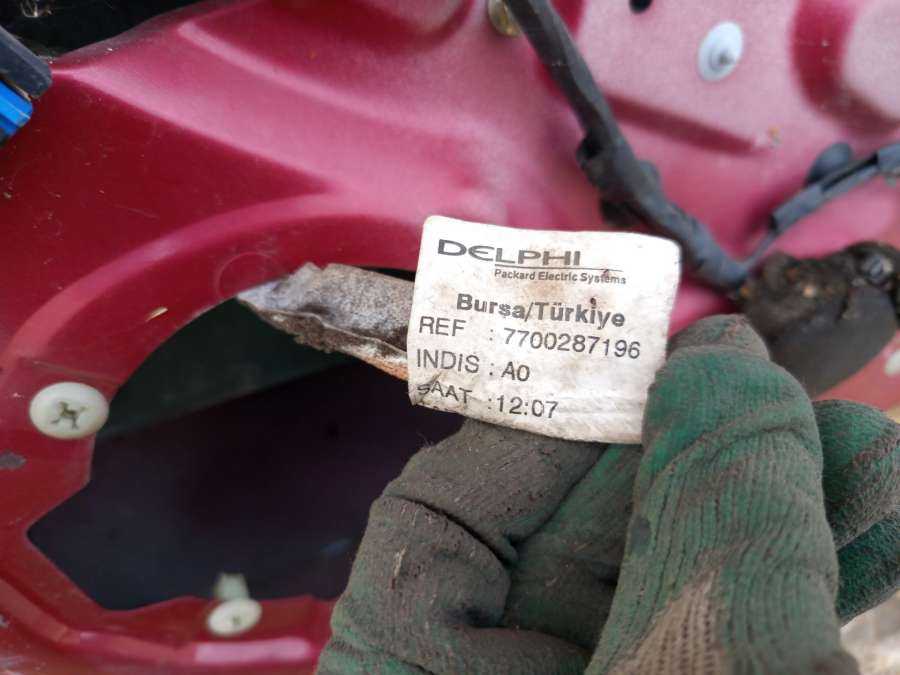 DELPHI
Packard Electric Systems
Bursa/Türkiye
REF : 7700287196
INDIS : A0
SAAT : 12:07